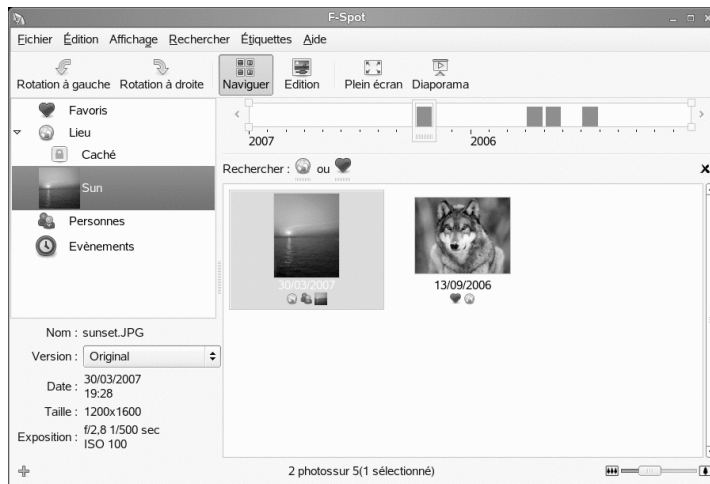 F-Spot
Fichier Édition Affichage Rechercher Étiquettes Aide
Rotation à gauche Rotation à droite Naviguer Edition Plein écran Diaporama
Favoris
Lieu
Caché
Sun
Personnes
Evènements
2007 2006
Rechercher : ou
30/03/2007
13/09/2006
Nom : sunset.JPG
Version : Original
Date : 30/03/2007
19:28
Taille : 1200x1600
Exposition : f/2,8 1/500 sec
ISO 100
2 photossur 5(1 sélectionné)